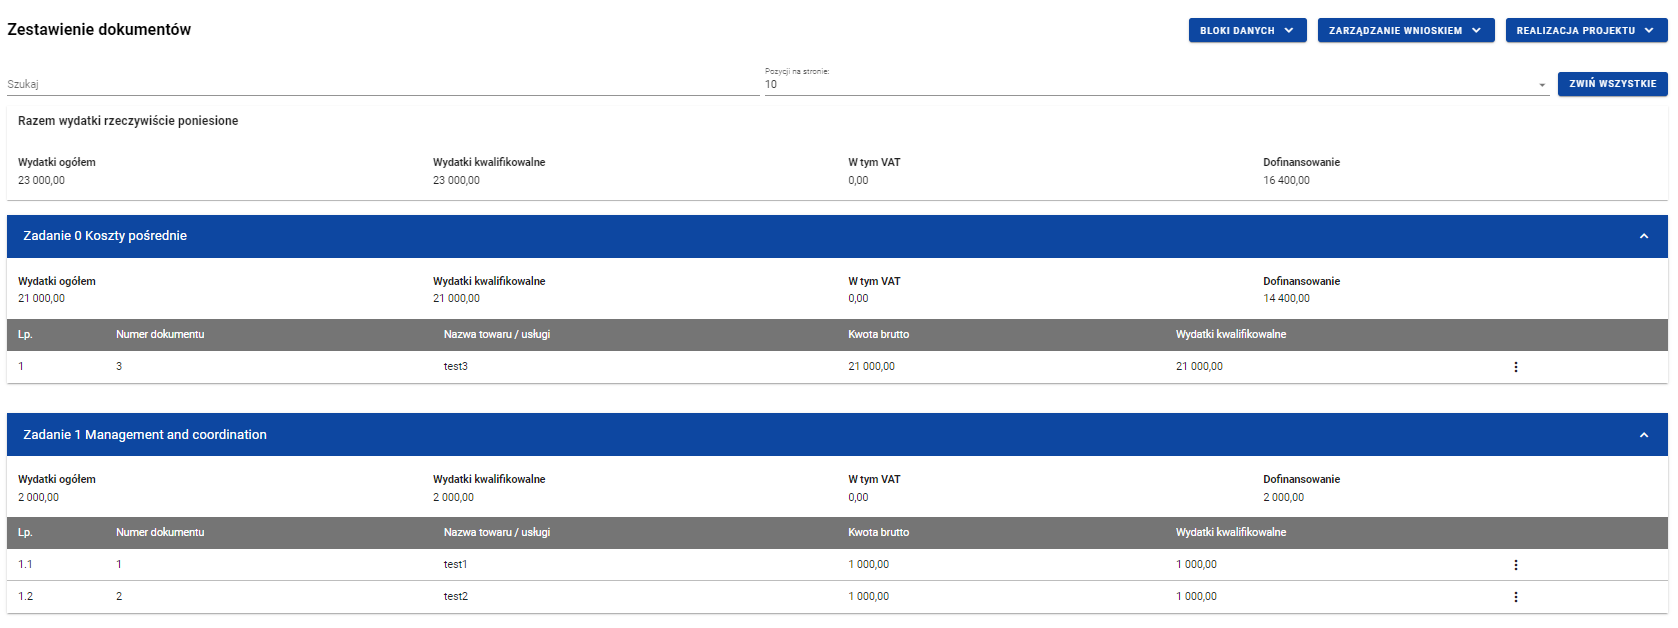 Zestawienie dokumentów
BLOKI DANYCH
ZARZĄDZANIE WNIOSKIEM
REALIZACJA PROJEKTU
Szukaj
Pozycji na stronie:
10
ZWIŃ WSZYSTKIE
Razem wydatki rzeczywiście poniesione
Wydatki ogółem Wydatki kwalifikowalne W tym VAT Dofinansowanie
23 000,00 23 000,00 0,00 16 400,00
Zadanie 0 Koszty pośrednie
Wydatki ogółem Wydatki kwalifikowalne W tym VAT Dofinansowanie
21 000,00 21 000,00 0,00 14 400,00
Lp. Numer dokumentu Nazwa towaru / usługi Kwota brutto Wydatki kwalifikowalne
1 3 test3 21 000,00 21 000,00
Zadanie 1 Management and coordination
Wydatki ogółem Wydatki kwalifikowalne W tym VAT Dofinansowanie
2 000,00 2 000,00 0,00 2 000,00
Lp. Numer dokumentu Nazwa towaru / usługi Kwota brutto Wydatki kwalifikowalne
1.1 1 test1 1 000,00 1 000,00
1.2 2 test2 1 000,00 1 000,00